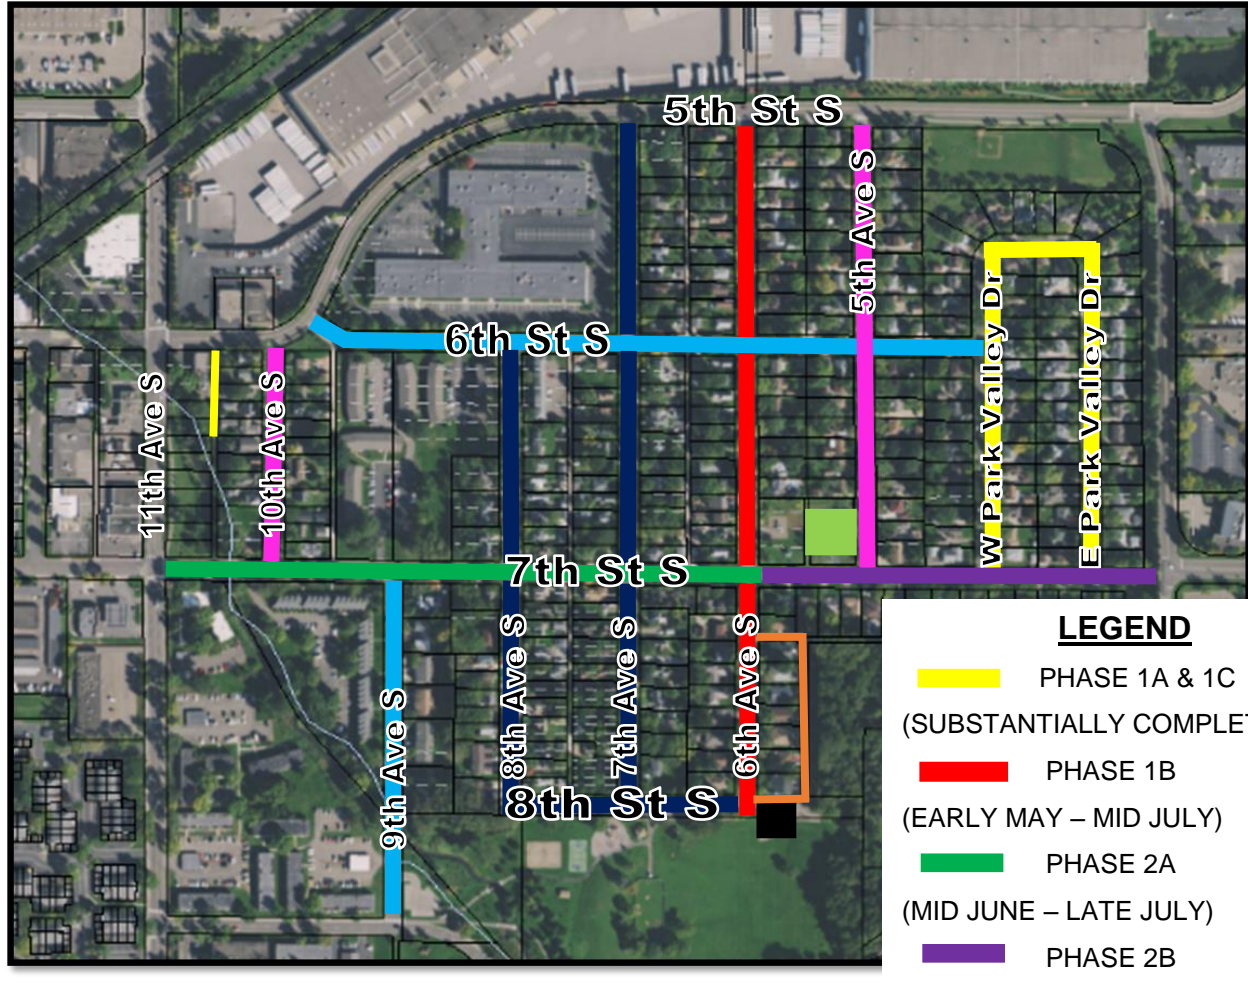 5th St S
5th Ave S
6th St S
W Park Valley Dr
E Park Valley Dr
11th Ave S
10th Ave S
7th St S
9th Ave S
8th Ave S
7th Ave S
6th Ave S
8th St S
LEGEND
PHASE 1A & 1C
(SUBSTANTIALLY COMPLET
PHASE 1B
(EARLY MAY – MID JULY)
PHASE 2A
(MID JUNE – LATE JULY)
PHASE 2B